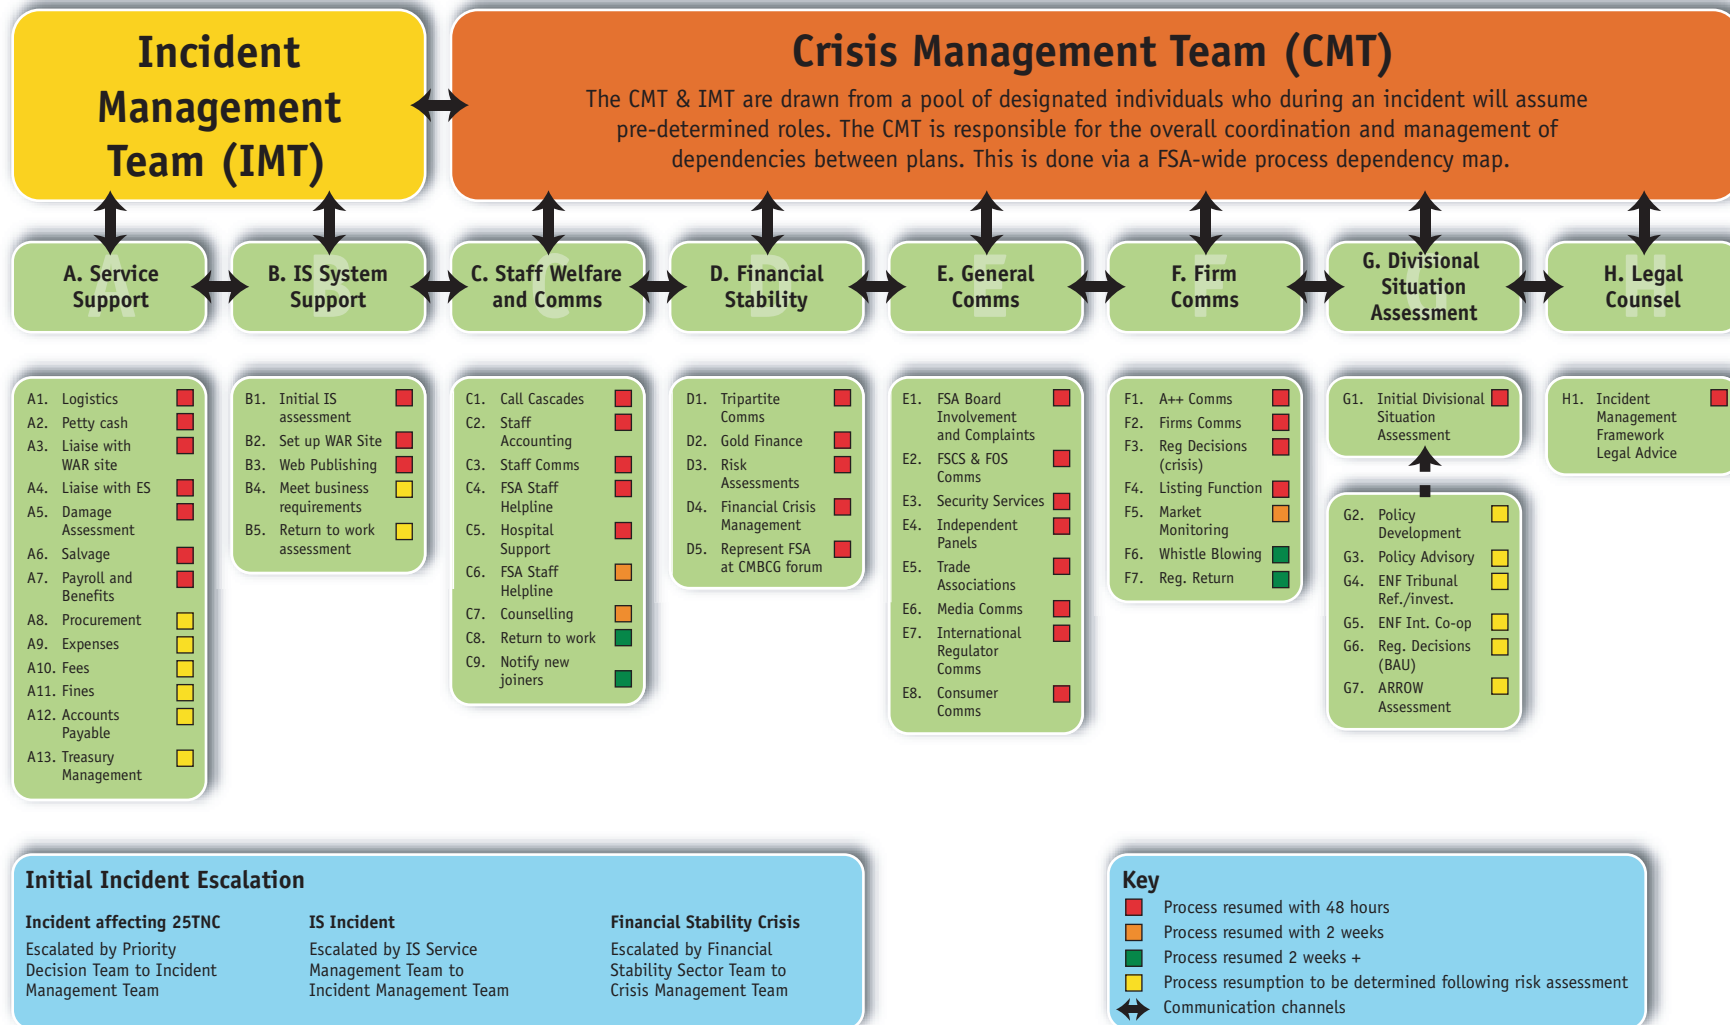 Incident
Management
Team (IMT)
Crisis Management Team (CMT)
The CMT & IMT are drawn from a pool of designated individuals who during an incident will assume
pre-determined roles. The CMT is responsible for the overall coordination and management of
dependencies between plans. This is done via a FSA-wide process dependency map.
A
A. Service
Support
B
B. IS System
Support
C
C. Staff Welfare
and Comms
D
D. Financial
Stability
E
E. General
Comms
F
F. Firm
Comms
G
G. Divisional
Situation
Assessment
H
H. Legal
Counsel
A1. Logistics
A2. Petty cash
A3. Liaise with
WAR site
A4. Liaise with ES
A5. Damage
Assessment
A6. Salvage
A7. Payroll and
Benefits
A8. Procurement
A9. Expenses
A10. Fees
A11. Fines
A12. Accounts
Payable
A13. Treasury
Management
B1. Initial IS
assessment
B2. Set up WAR Site
B3. Web Publishing
B4. Meet business
requirements
B5. Return to work
assessment
C1. Call Cascades
C2. Staff
Accounting
C3. Staff Comms
C4. FSA Staff
Helpline
C5. Hospital
Support
C6. FSA Staff
Helpline
C7. Counselling
C8. Return to work
C9. Notify new
joiners
D1. Tripartite
Comms
D2. Gold Finance
D3. Risk
Assessments
D4. Financial Crisis
Management
D5. Represent FSA
at CMBCG forum
E1. FSA Board
Involvement
and Complaints
E2. FSCS & FOS
Comms
E3. Security Services
E4. Independent
Panels
E5. Trade
Associations
E6. Media Comms
E7. International
Regulator
Comms
E8. Consumer
Comms
F1. A++ Comms
F2. Firms Comms
F3. Reg Decisions
(crisis)
F4. Listing Function
F5. Market
Monitoring
F6. Whistle Blowing
F7. Reg. Return
G1. Initial Divisional
Situation
Assessment
G2. Policy
Development
G3. Policy Advisory
G4. ENF Tribunal
Ref./invest.
G5. ENF Int. Co-op
G6. Reg. Decisions
(BAU)
G7. ARROW
Assessment
H1. Incident
Management
Framework
Legal Advice
Initial Incident Escalation
Incident affecting 25TNC
Escalated by Priority
Decision Team to Incident
Management Team
IS Incident
Escalated by IS Service
Management Team to
Incident Management Team
Financial Stability Crisis
Escalated by Financial
Stability Sector Team to
Crisis Management Team
Key
Process resumed with 48 hours
Process resumed with 2 weeks
Process resumed 2 weeks +
Process resumption to be determined following risk assessment
Communication channels